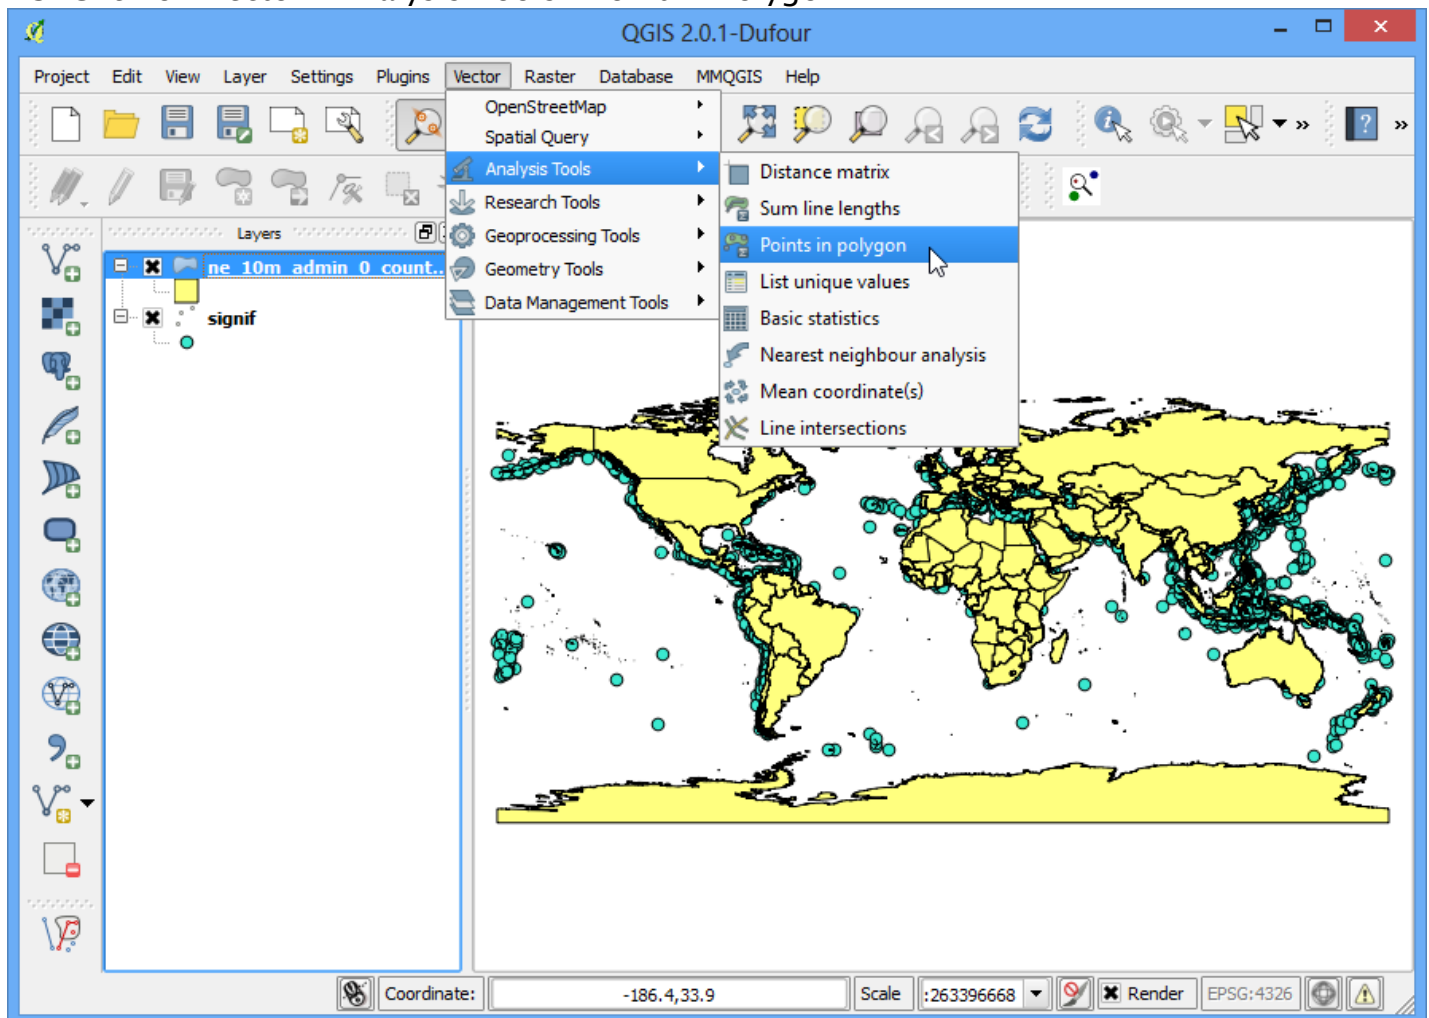 QGIS 2.0.1-Dufour
Project Edit View Layer Settings Plugins Vector Raster Database MMQGIS Help
OpenStreetMap
Spatial Query
Analysis Tools
Research Tools
Geoprocessing Tools
Geometry Tools
Data Management Tools
Distance matrix
Sum line lengths
Points in polygon
List unique values
Basic statistics
Nearest neighbour analysis
Mean coordinate(s)
Line intersections
Layers
ne_10m_admin_0_count..
signif
Coordinate: -186.4,33.9 Scale :263396668 Render EPSG:4326